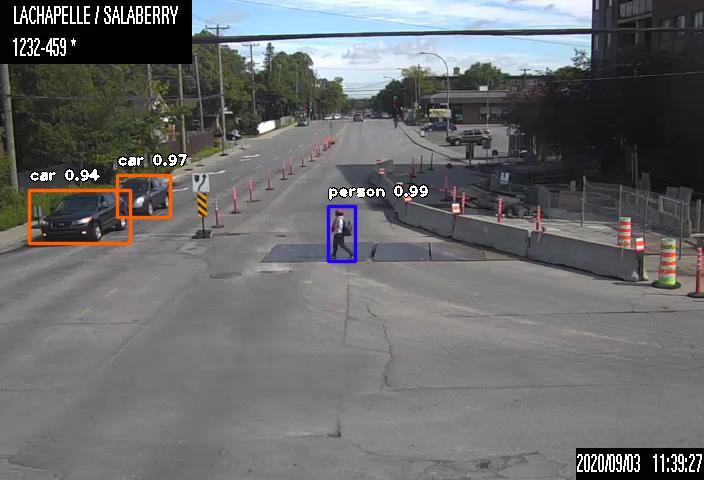 LACHAPELLE / SALABERRY
1232-459 *
car 0.97
car 0.94
person 0.99
2020/09/03 11:39:27